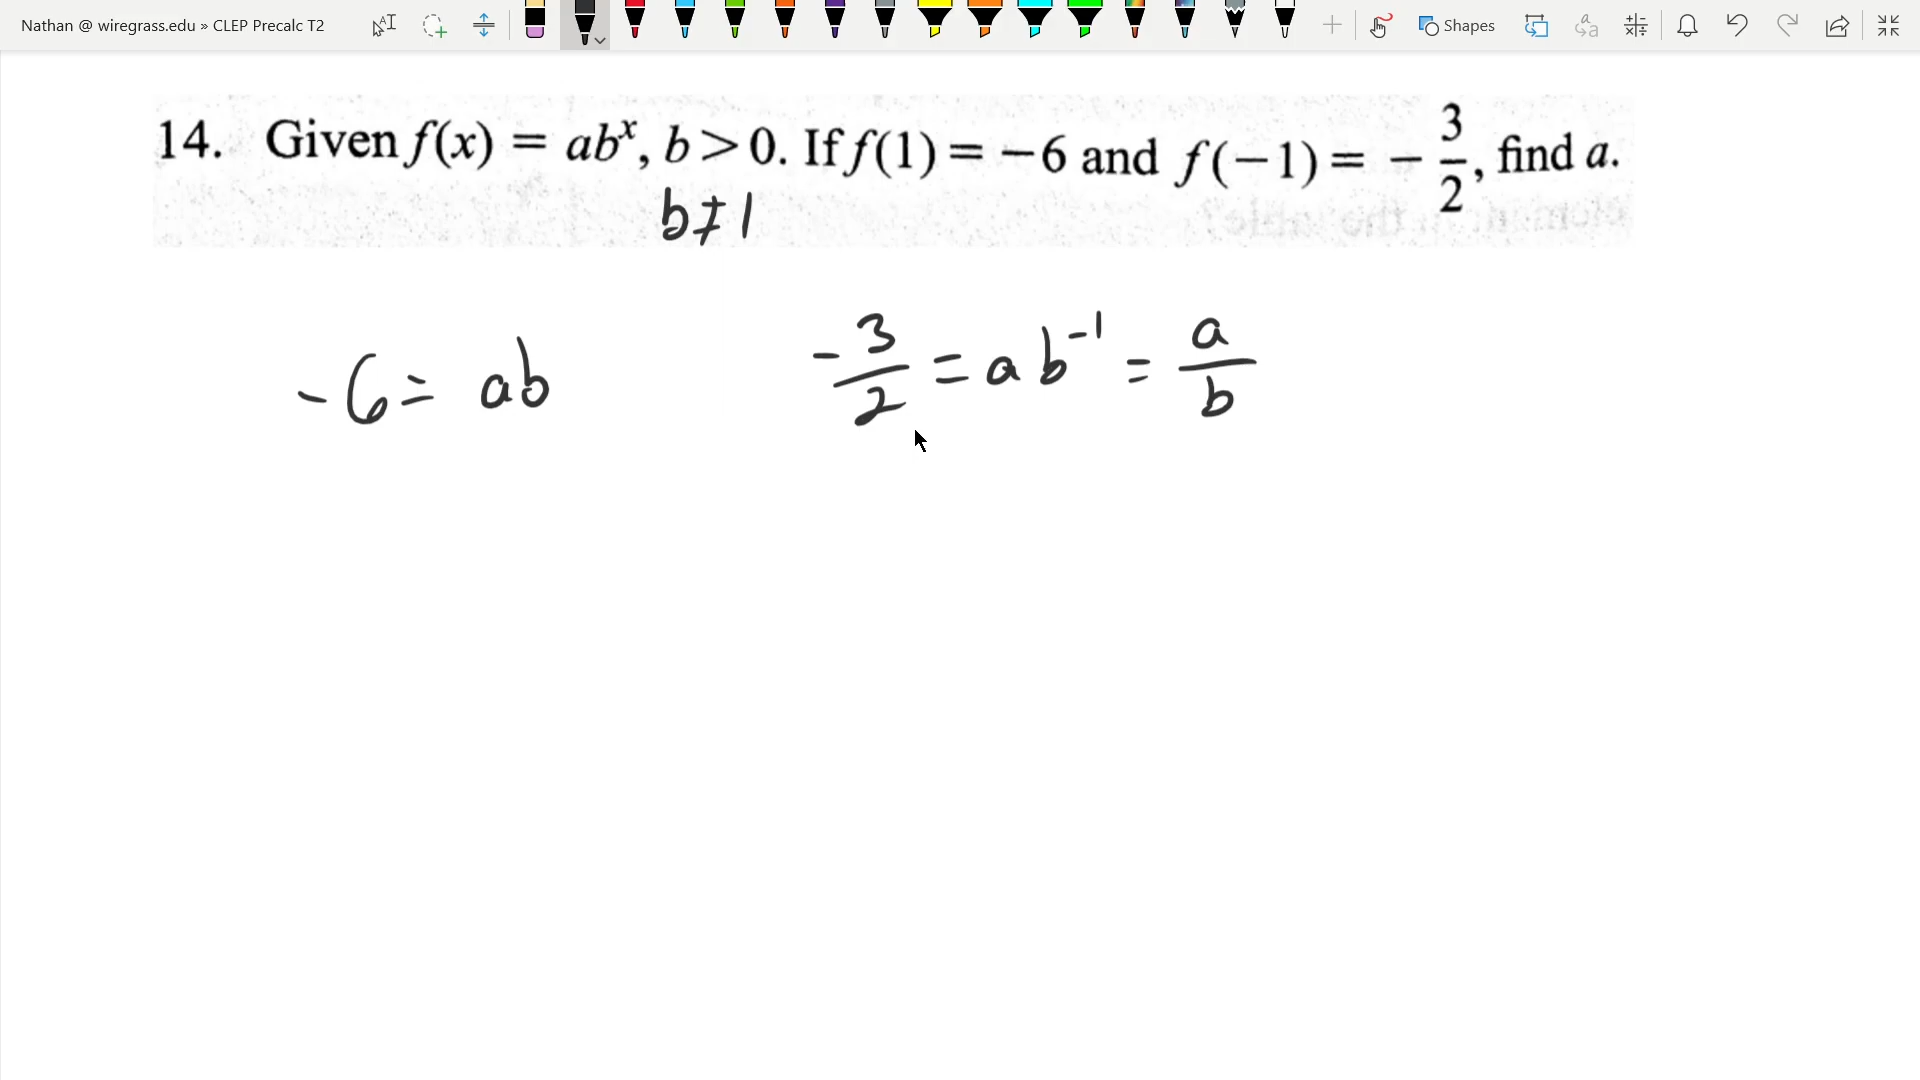 Nathan @ wiregrass.edu » CLEP Precalc T2 Shapes
14. Given f(x) = abˣ, b > 0. If f(1) = −6 and f(−1) = − 3/2, find a.
b ≠ 1
-6 = ab
-3/2 = ab⁻¹ = a/b